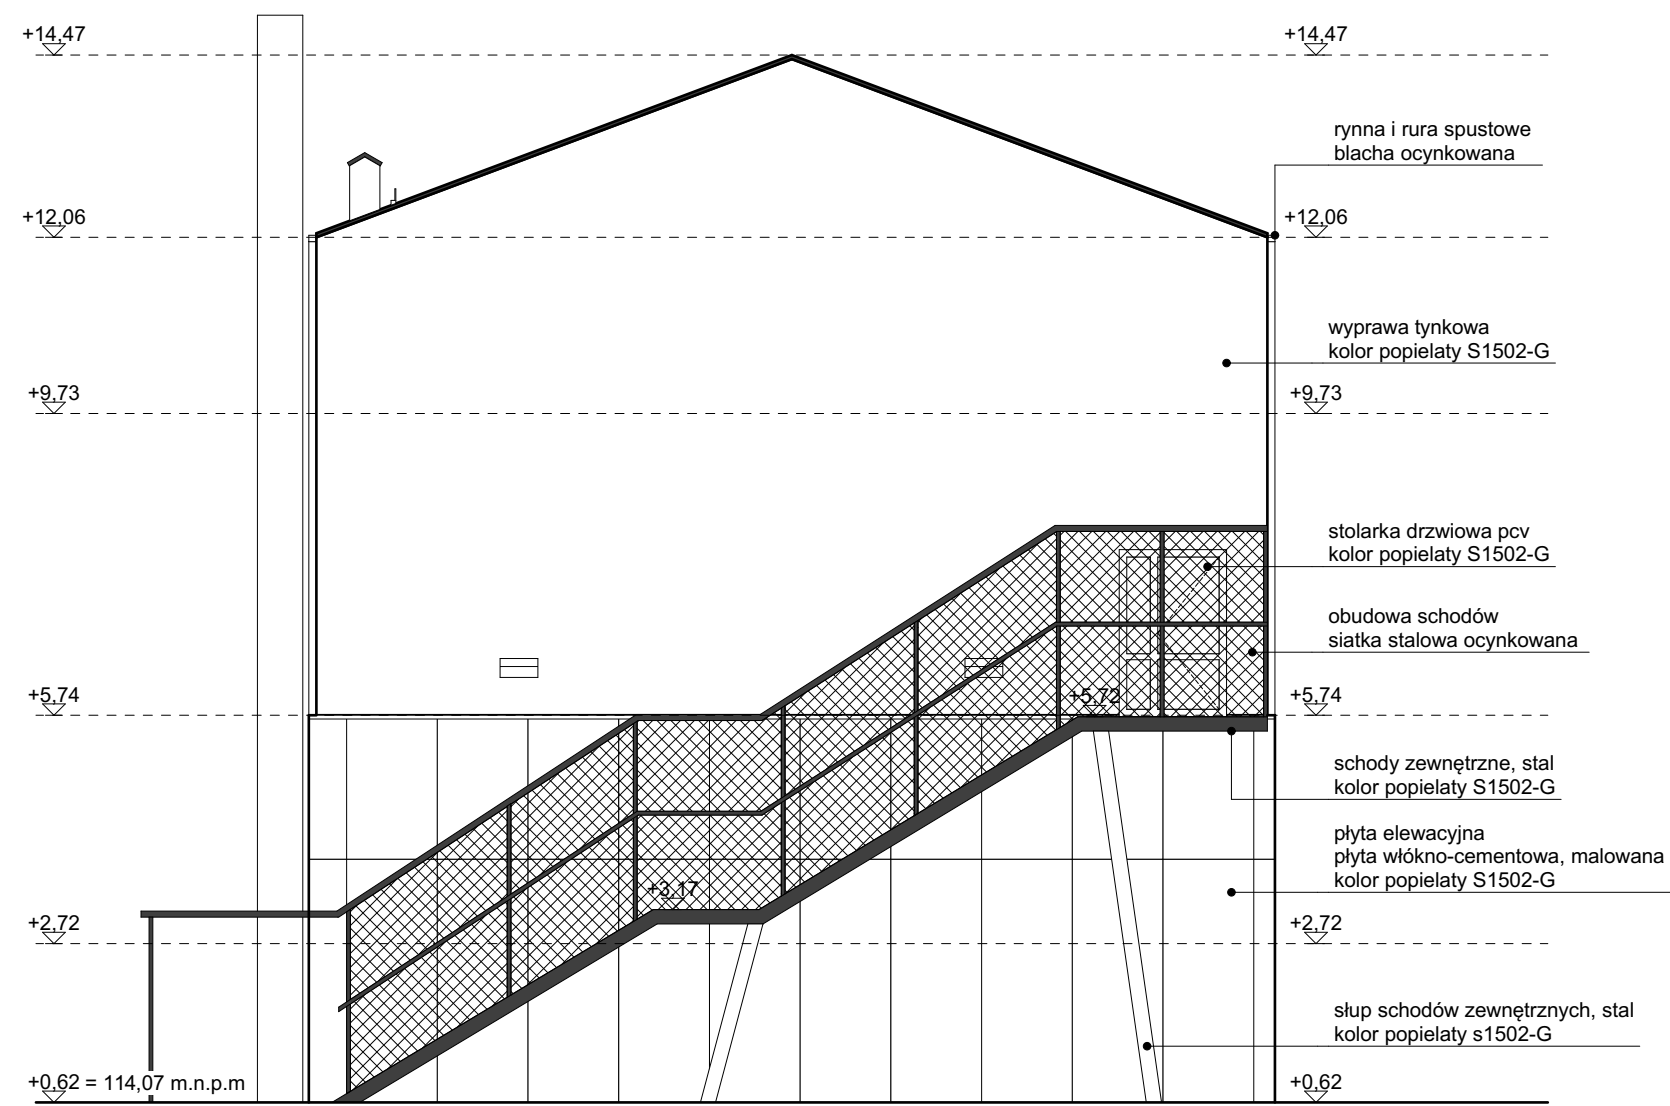 +14,47
+14,47
rynna i rura spustowe
blacha ocynkowana
+12,06
+12,06
wyprawa tynkowa
kolor popielaty S1502-G
+9,73
+9,73
stolarka drzwiowa pcv
kolor popielaty S1502-G
obudowa schodów
siatka stalowa ocynkowana
+5,74
+5,72
+5,74
schody zewnętrzne, stal
kolor popielaty S1502-G
płyta elewacyjna
płyta włókno-cementowa, malowana
kolor popielaty S1502-G
+3,17
+2,72
+2,72
słup schodów zewnętrznych, stal
kolor popielaty s1502-G
+0,62 = 114,07 m.n.p.m
+0,62